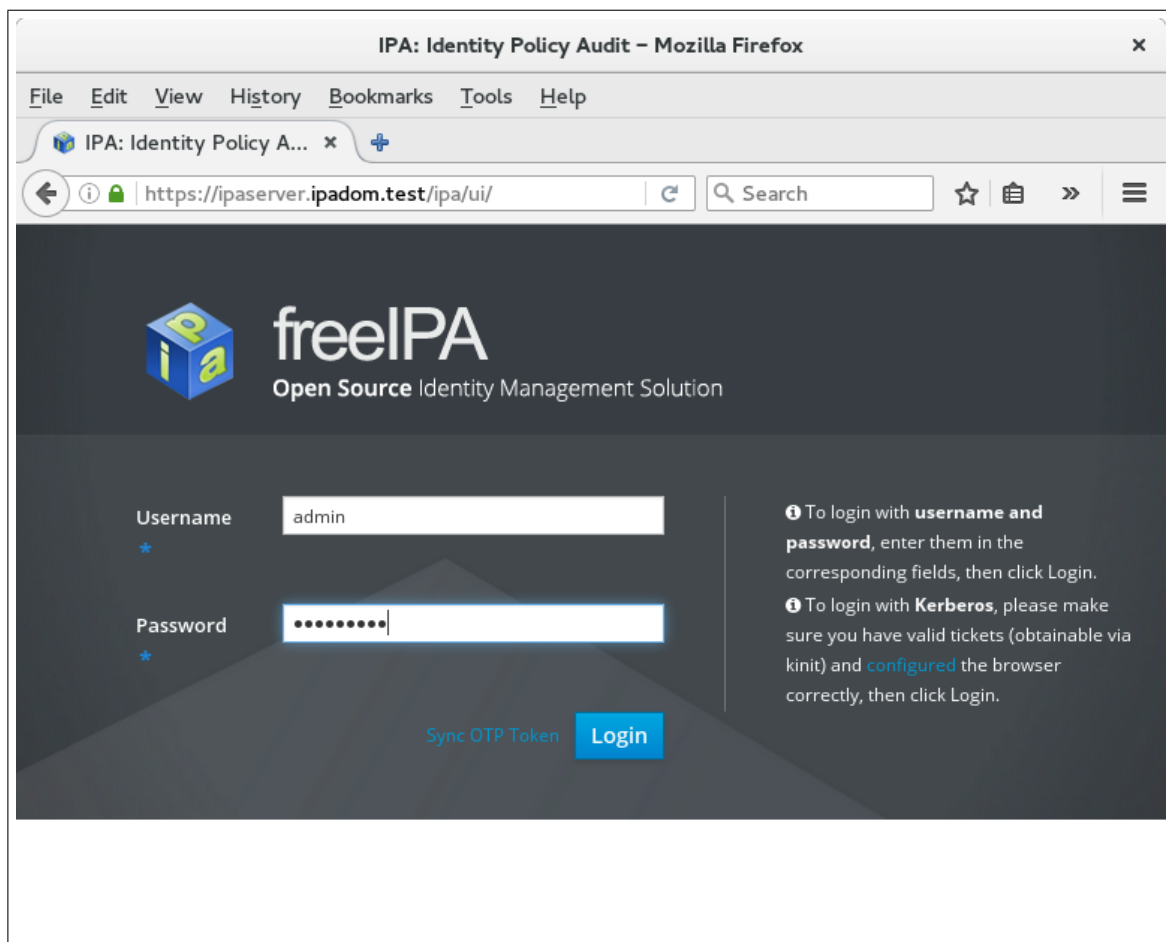 IPA: Identity Policy Audit – Mozilla Firefox
File Edit View History Bookmarks Tools Help
IPA: Identity Policy A...
https://ipaserver.ipadom.test/ipa/ui/ Search
i p a
freeIPA
Open Source Identity Management Solution
Username * admin
Password * •••••••••
Sync OTP Token Login
To login with username and
password, enter them in the
corresponding fields, then click Login.
To login with Kerberos, please make
sure you have valid tickets (obtainable via
kinit) and configured the browser
correctly, then click Login.